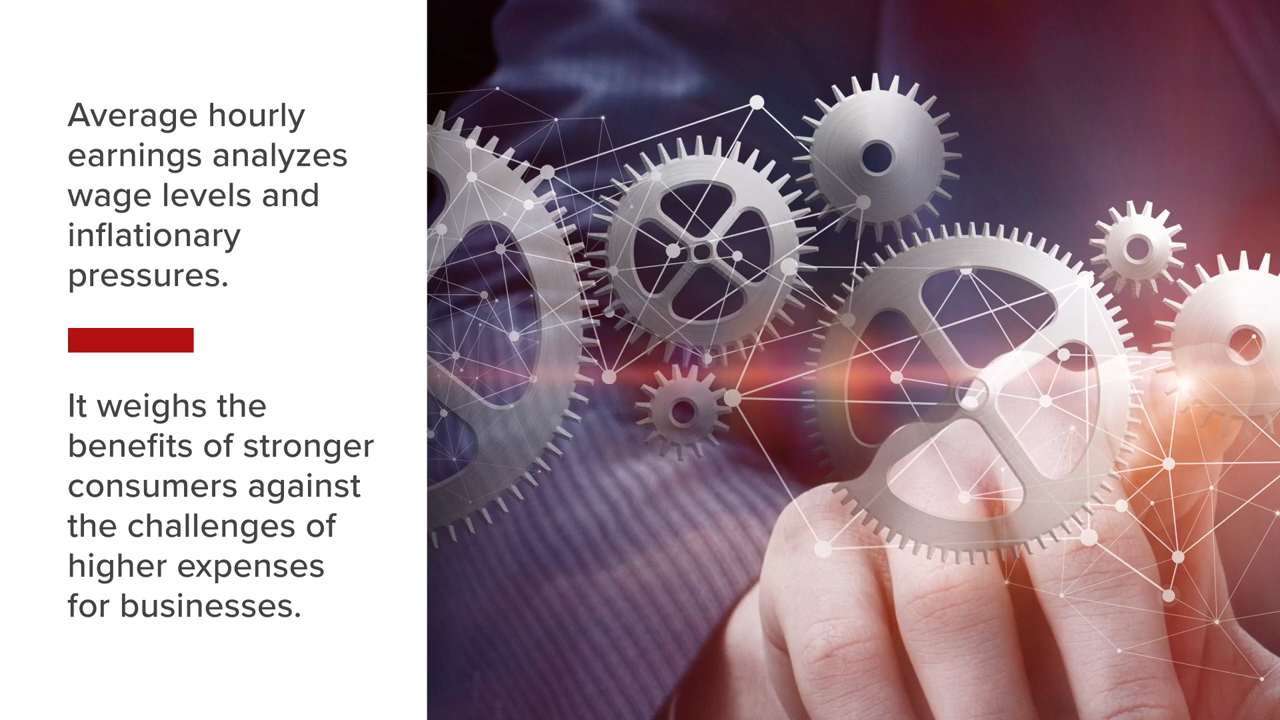 Average hourly
earnings analyzes
wage levels and
inflationary
pressures.
It weighs the
benefits of stronger
consumers against
the challenges of
higher expenses
for businesses.